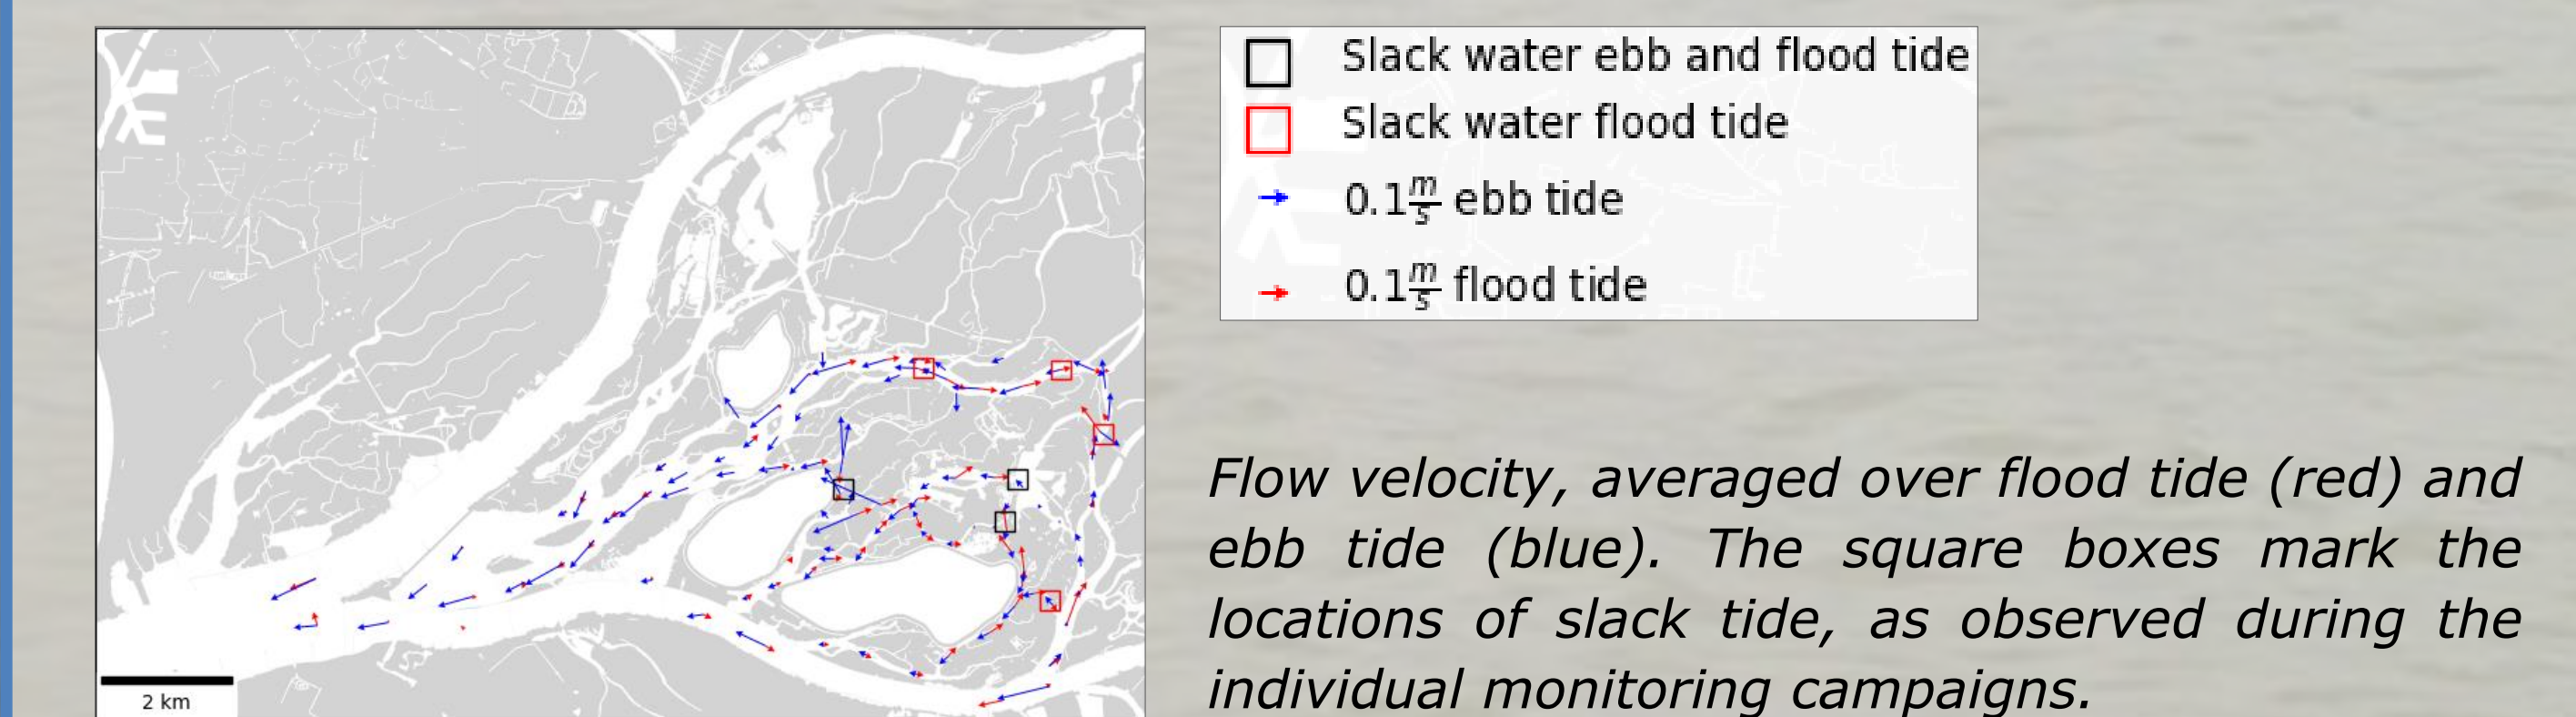 Slack water ebb and flood tide
Slack water flood tide
0.1 m/s ebb tide
0.1 m/s flood tide
Flow velocity, averaged over flood tide (red) and
ebb tide (blue). The square boxes mark the
locations of slack tide, as observed during the
individual monitoring campaigns.
2 km